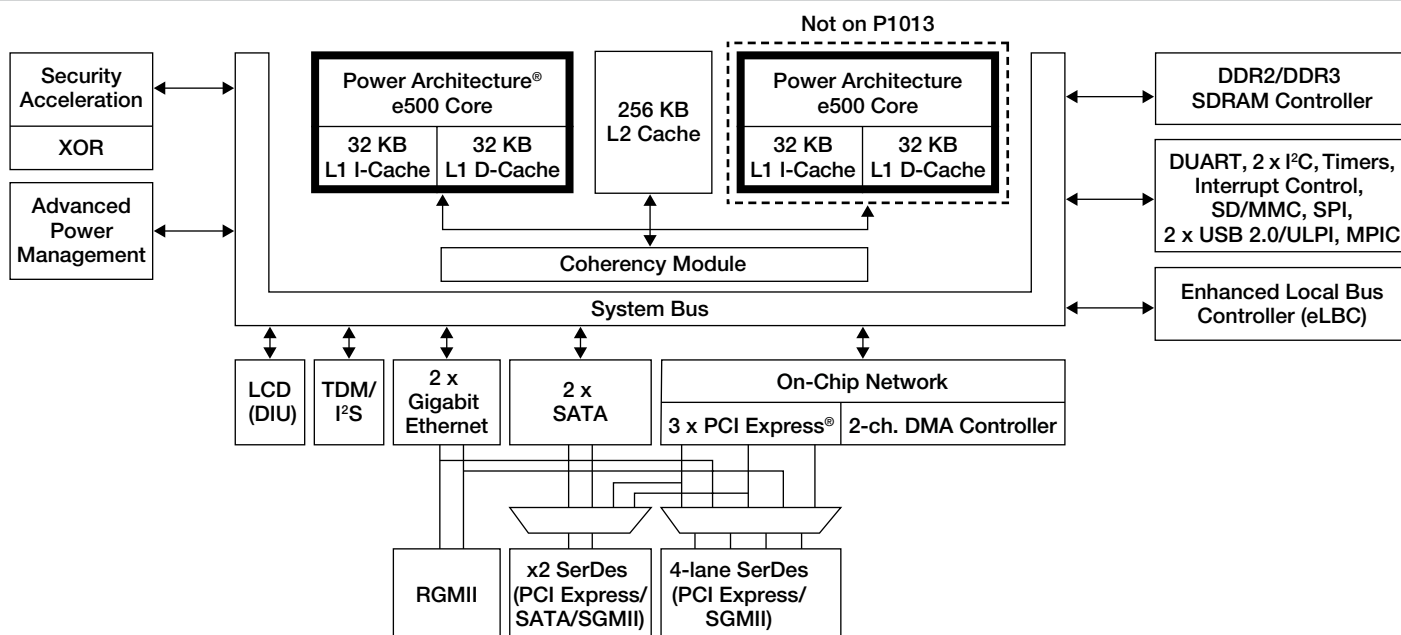 Not on P1013
Security
Acceleration
XOR
Advanced
Power
Management
Power Architecture®
e500 Core
32 KB
L1 I-Cache
32 KB
L1 D-Cache
256 KB
L2 Cache
Power Architecture
e500 Core
32 KB
L1 I-Cache
32 KB
L1 D-Cache
Coherency Module
System Bus
DDR2/DDR3
SDRAM Controller
DUART, 2 x I²C, Timers,
Interrupt Control,
SD/MMC, SPI,
2 x USB 2.0/ULPI, MPIC
Enhanced Local Bus
Controller (eLBC)
LCD
(DIU)
TDM/
I²S
2 x
Gigabit
Ethernet
2 x
SATA
On-Chip Network
3 x PCI Express®
2-ch. DMA Controller
RGMII
x2 SerDes
(PCI Express/
SATA/SGMII)
4-lane SerDes
(PCI Express/
SGMII)